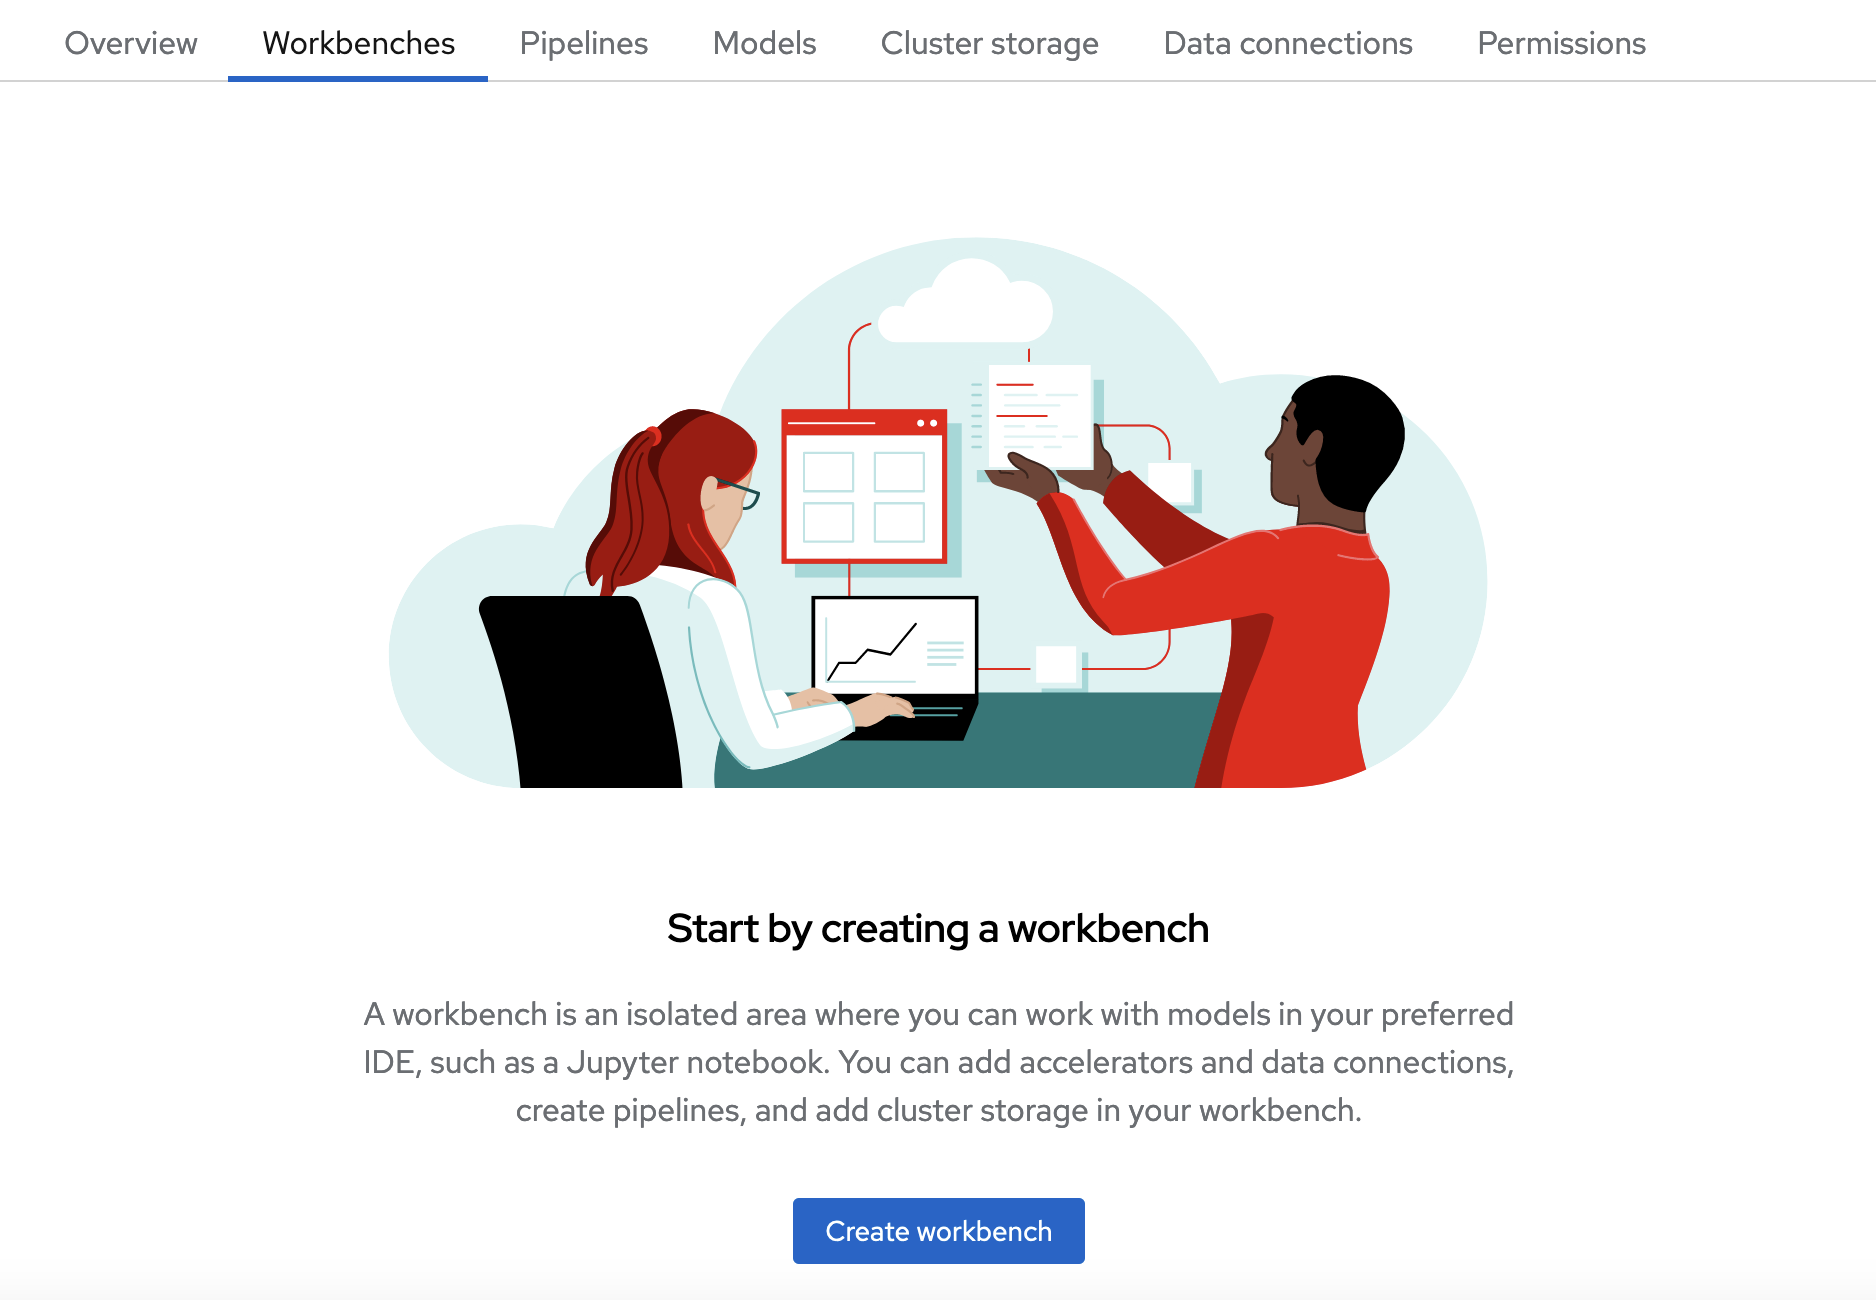 Overview Workbenches Pipelines Models Cluster storage Data connections Permissions
Start by creating a workbench
A workbench is an isolated area where you can work with models in your preferred
IDE, such as a Jupyter notebook. You can add accelerators and data connections,
create pipelines, and add cluster storage in your workbench.
Create workbench